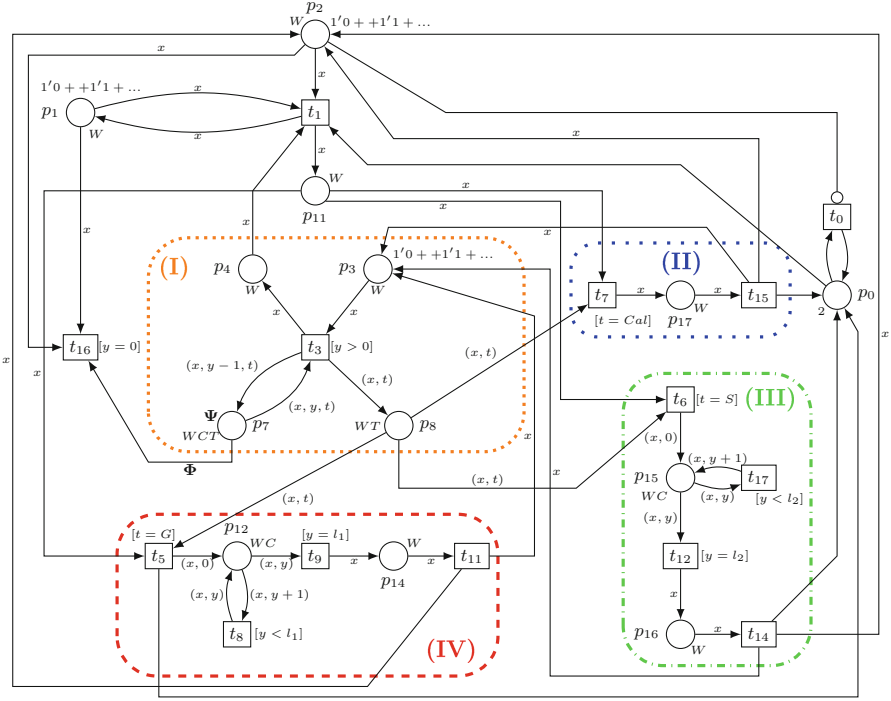 p2
W 1′0 + +1′1 + ...
x
x
1′0 + +1′1 + ...
x
p1
W
t1
x
x
x
W
x
p11
x
t0
x
x
(I)
p4
W
p3
1′0 + +1′1 + ...
W
x
(II)
x
x
t7
x
p17
W
x
t15
2
p0
[t = Cal]
t16
[y = 0]
t3
[y > 0]
x
x
x
(x, y − 1, t)
(x, t)
(x, t)
(x, y, t)
Ψ
WCT
p7
WT
p8
Φ
t6
[t = S]
(III)
x
(x, 0)
x
(x, y + 1)
p15
WC
t17
(x, y)
[y < l2]
(x, t)
(x, t)
(x, y)
[t = G]
p12
WC
[y = l1]
W
t5
(x, 0)
(x, y)
t9
x
p14
x
t11
t12
[y = l2]
(x, y)
(x, y + 1)
x
t8
[y < l1]
(IV)
p16
W
x
t14